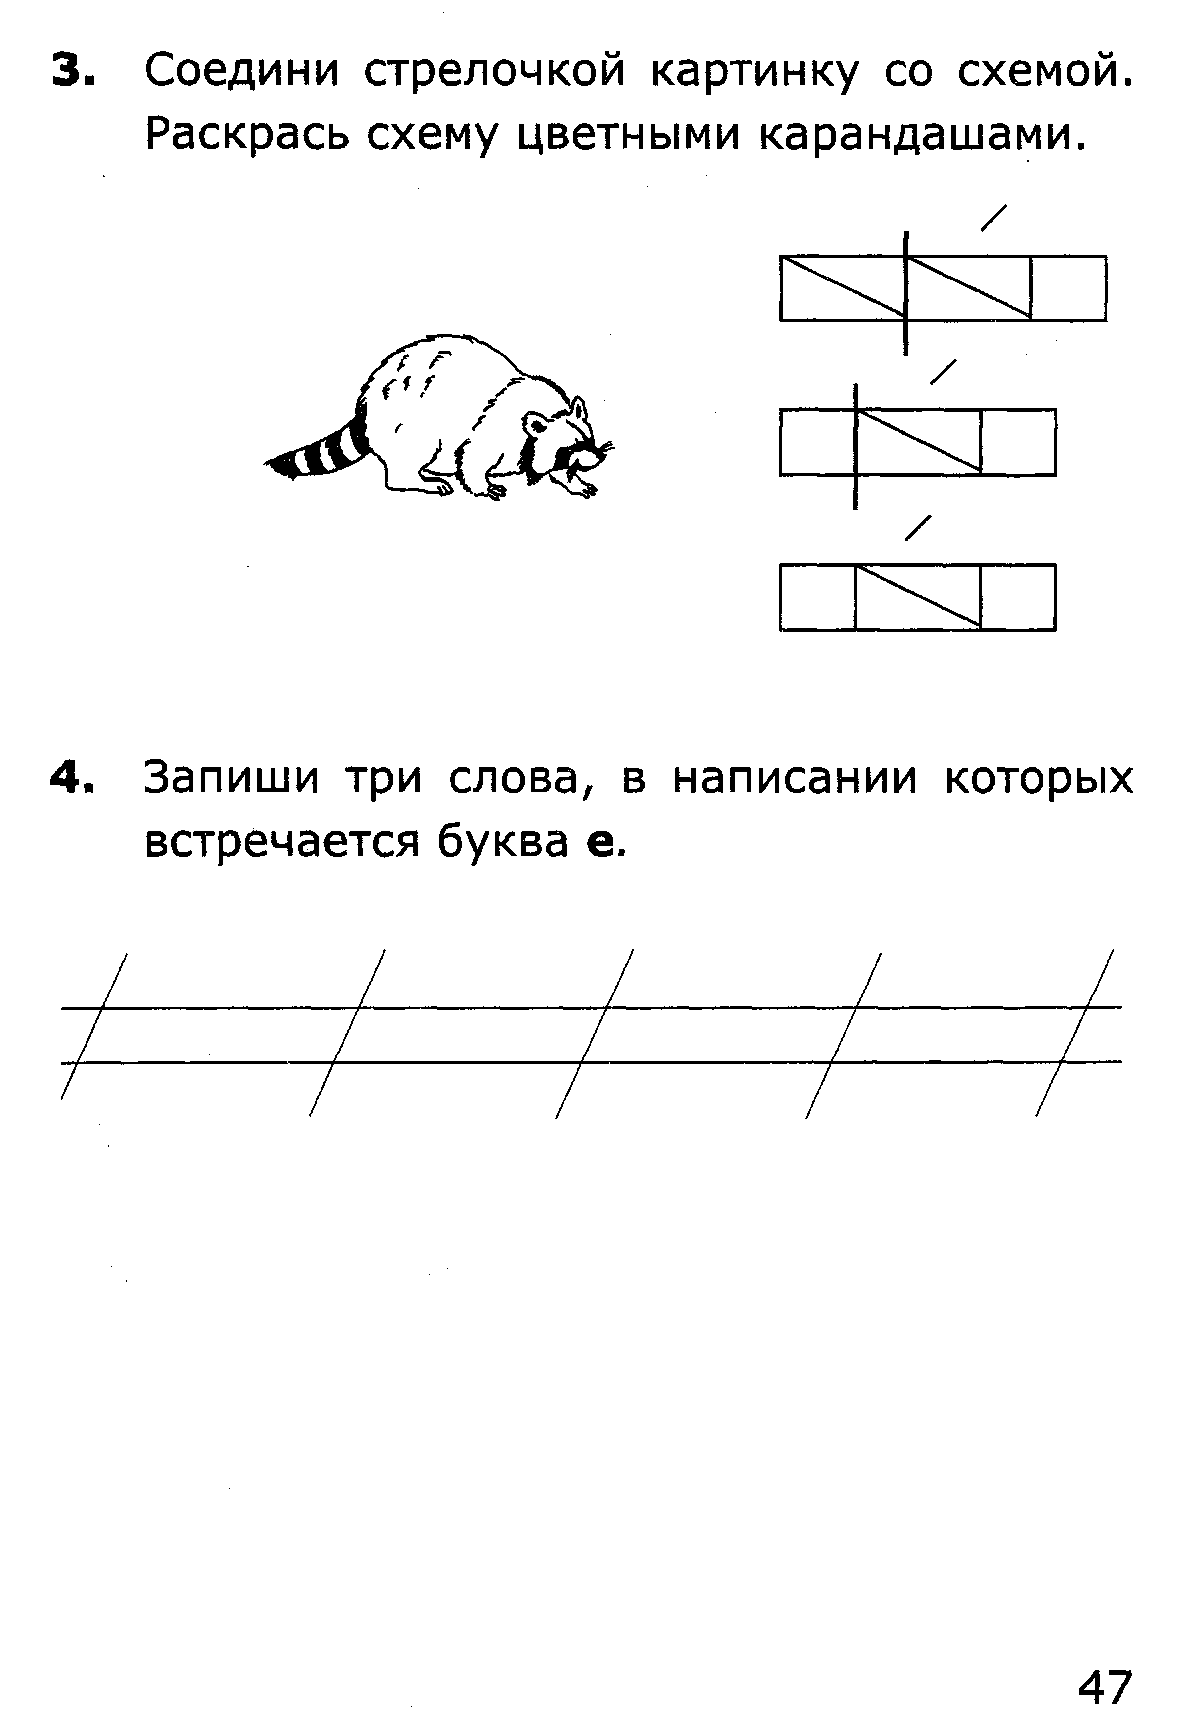 3. Соедини стрелочкой картинку со схемой.
Раскрась схему цветными карандашами.
4. Запиши три слова, в написании которых
встречается буква е.
47